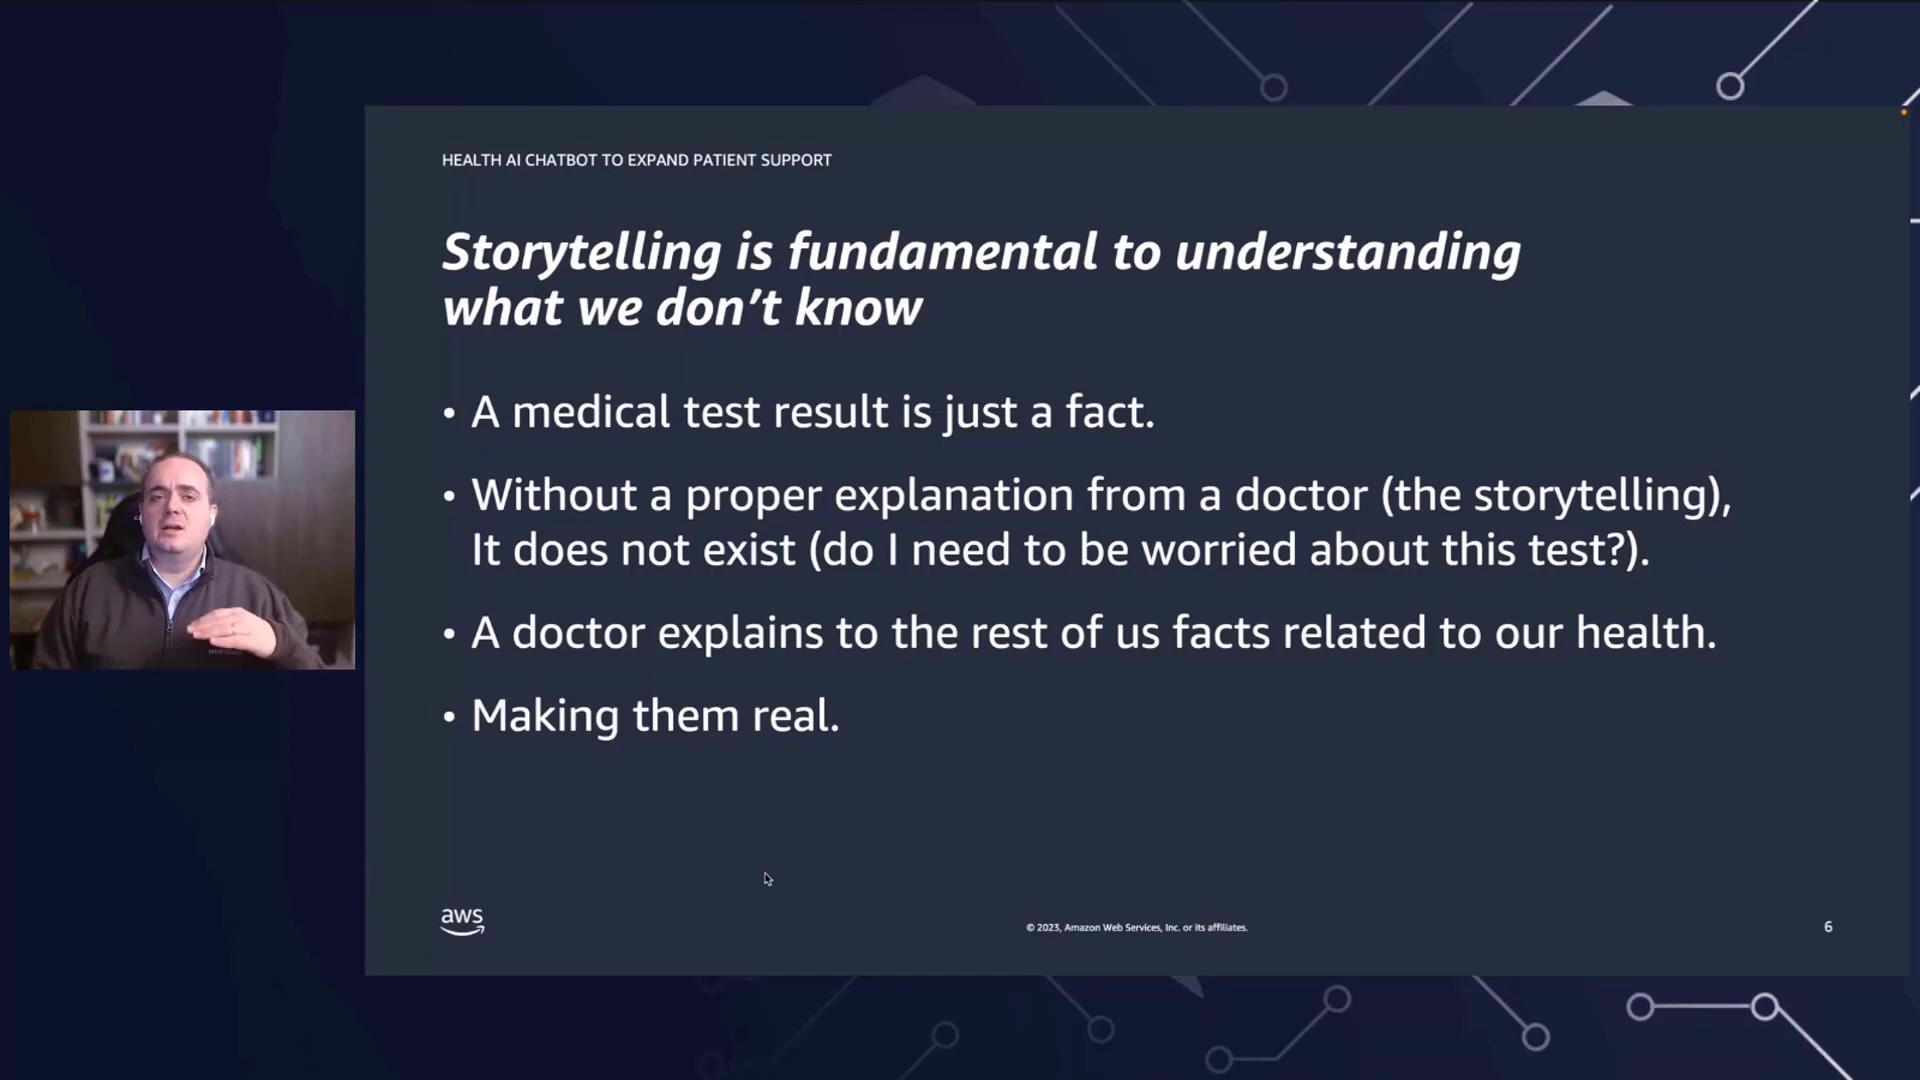 HEALTH AI CHATBOT TO EXPAND PATIENT SUPPORT
Storytelling is fundamental to understanding
what we don’t know
• A medical test result is just a fact.
• Without a proper explanation from a doctor (the storytelling),
It does not exist (do I need to be worried about this test?).
• A doctor explains to the rest of us facts related to our health.
• Making them real.
aws
© 2023, Amazon Web Services, Inc. or its affiliates.
6